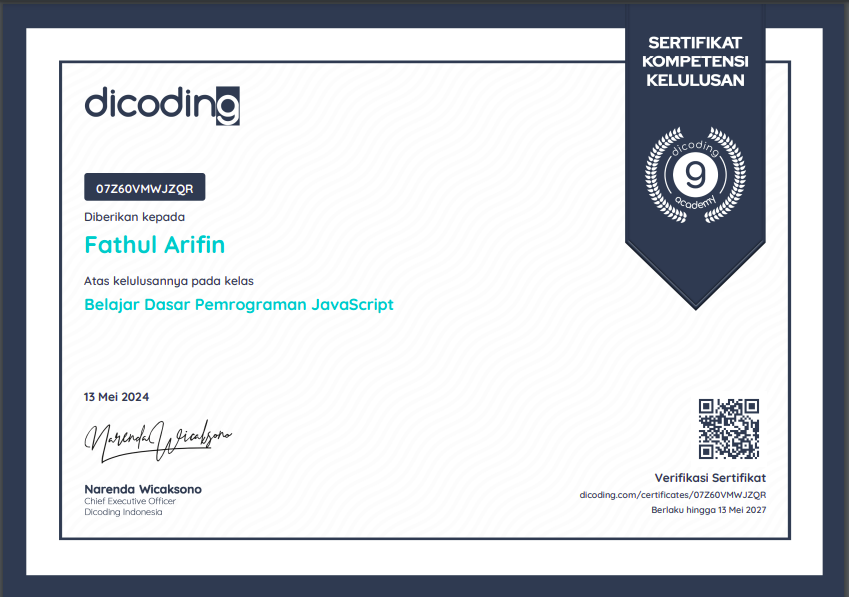 SERTIFIKAT
KOMPETENSI
KELULUSAN
dicoding
dicoding
9
academy
07Z60VMWJZQR
Diberikan kepada
Fathul Arifin
Atas kelulusannya pada kelas
Belajar Dasar Pemrograman JavaScript
13 Mei 2024
Narenda Wicaksono
Narenda Wicaksono
Chief Executive Officer
Dicoding Indonesia
Verifikasi Sertifikat
dicoding.com/certificates/07Z60VMWJZQR
Berlaku hingga 13 Mei 2027